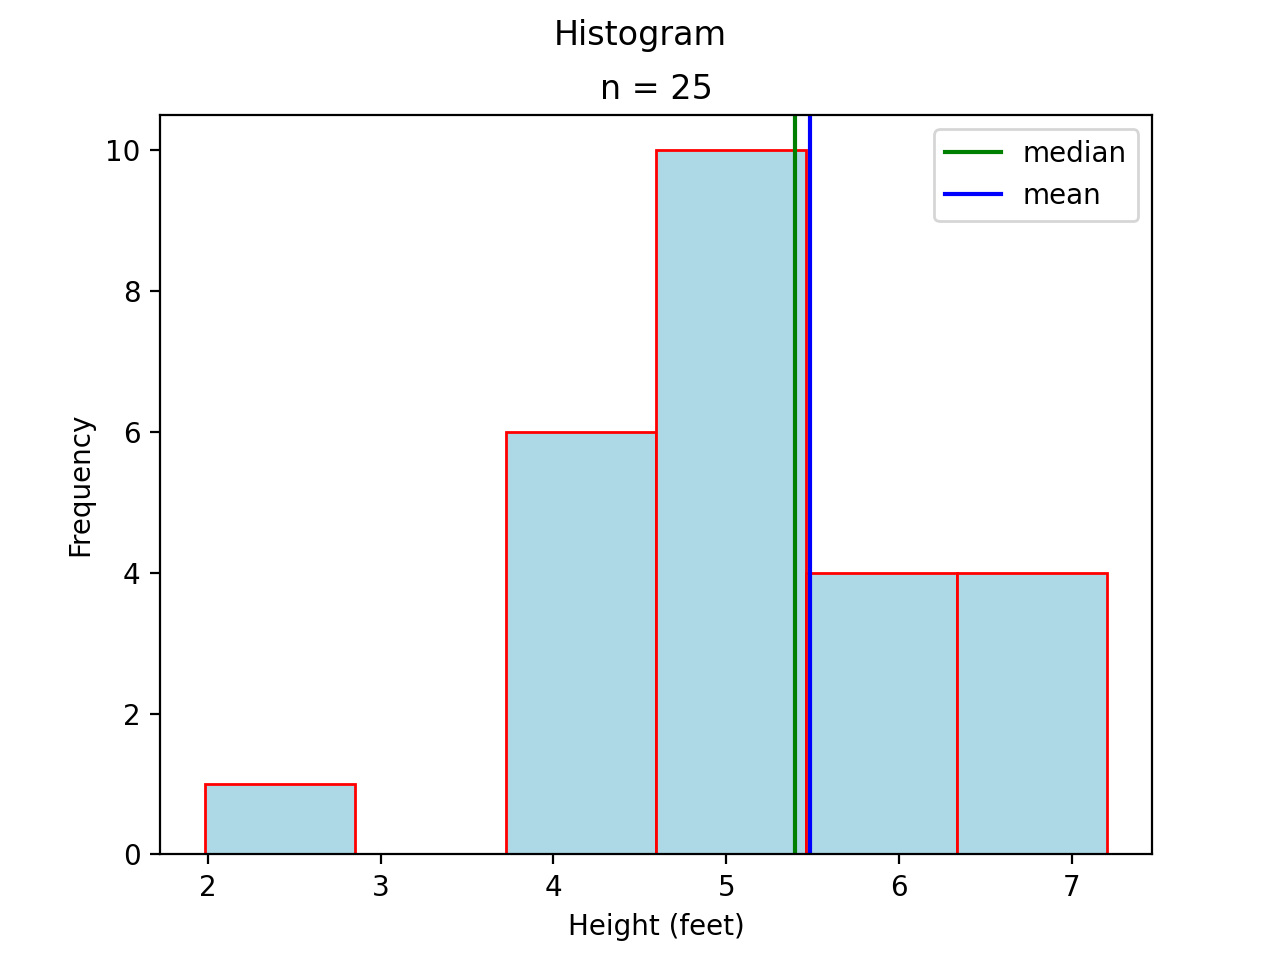 Histogram
n = 25
median
mean
10
8
6
4
2
0
Frequency
2 3 4 5 6 7
Height (feet)